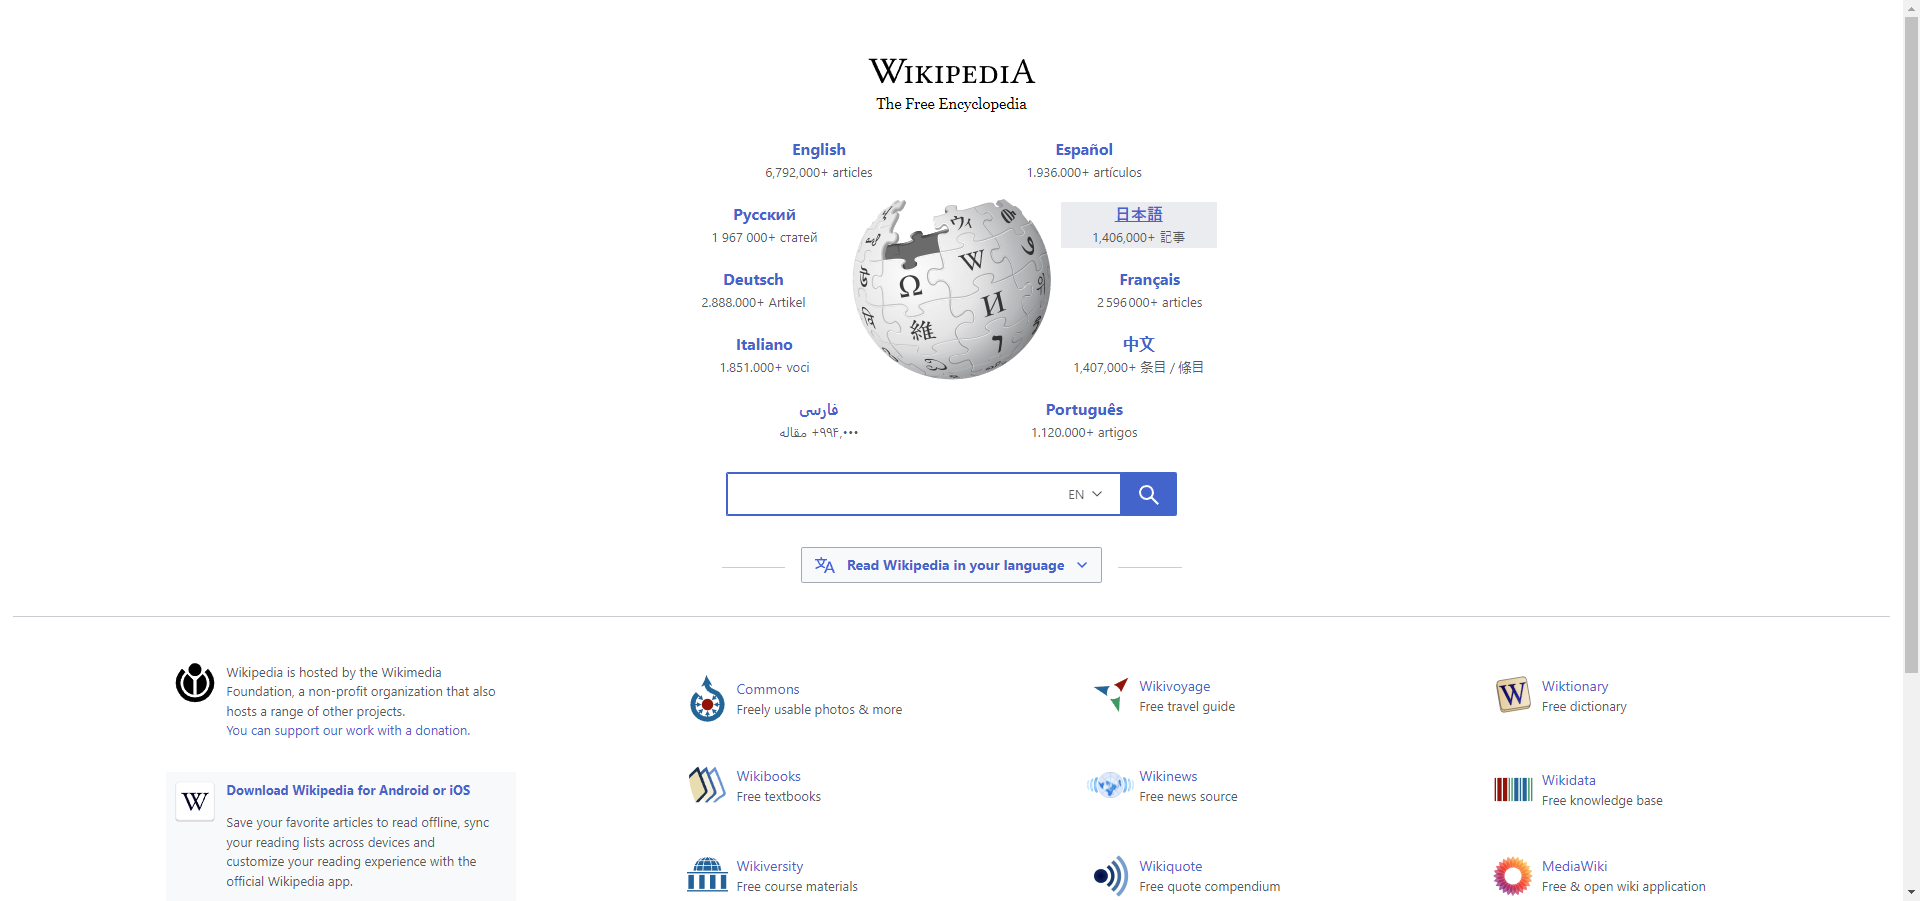 WIKIPEDIA
The Free Encyclopedia
English
6,792,000+ articles
Español
1.936.000+ artículos
Русский
1 967 000+ статей
日本語
1,406,000+ 記事
Deutsch
2.888.000+ Artikel
Français
2 596 000+ articles
Italiano
1.851.000+ voci
中文
1,407,000+ 条目 / 條目
فارسی
۹۹۴٬۰۰۰+ مقاله
Português
1.120.000+ artigos
EN
Read Wikipedia in your language
Wikipedia is hosted by the Wikimedia
Foundation, a non-profit organization that also
hosts a range of other projects.
You can support our work with a donation.
Download Wikipedia for Android or iOS
Save your favorite articles to read offline, sync
your reading lists across devices and
customize your reading experience with the
official Wikipedia app.
Commons
Freely usable photos & more
Wikivoyage
Free travel guide
Wiktionary
Free dictionary
Wikibooks
Free textbooks
Wikinews
Free news source
Wikidata
Free knowledge base
Wikiversity
Free course materials
Wikiquote
Free quote compendium
MediaWiki
Free & open wiki application